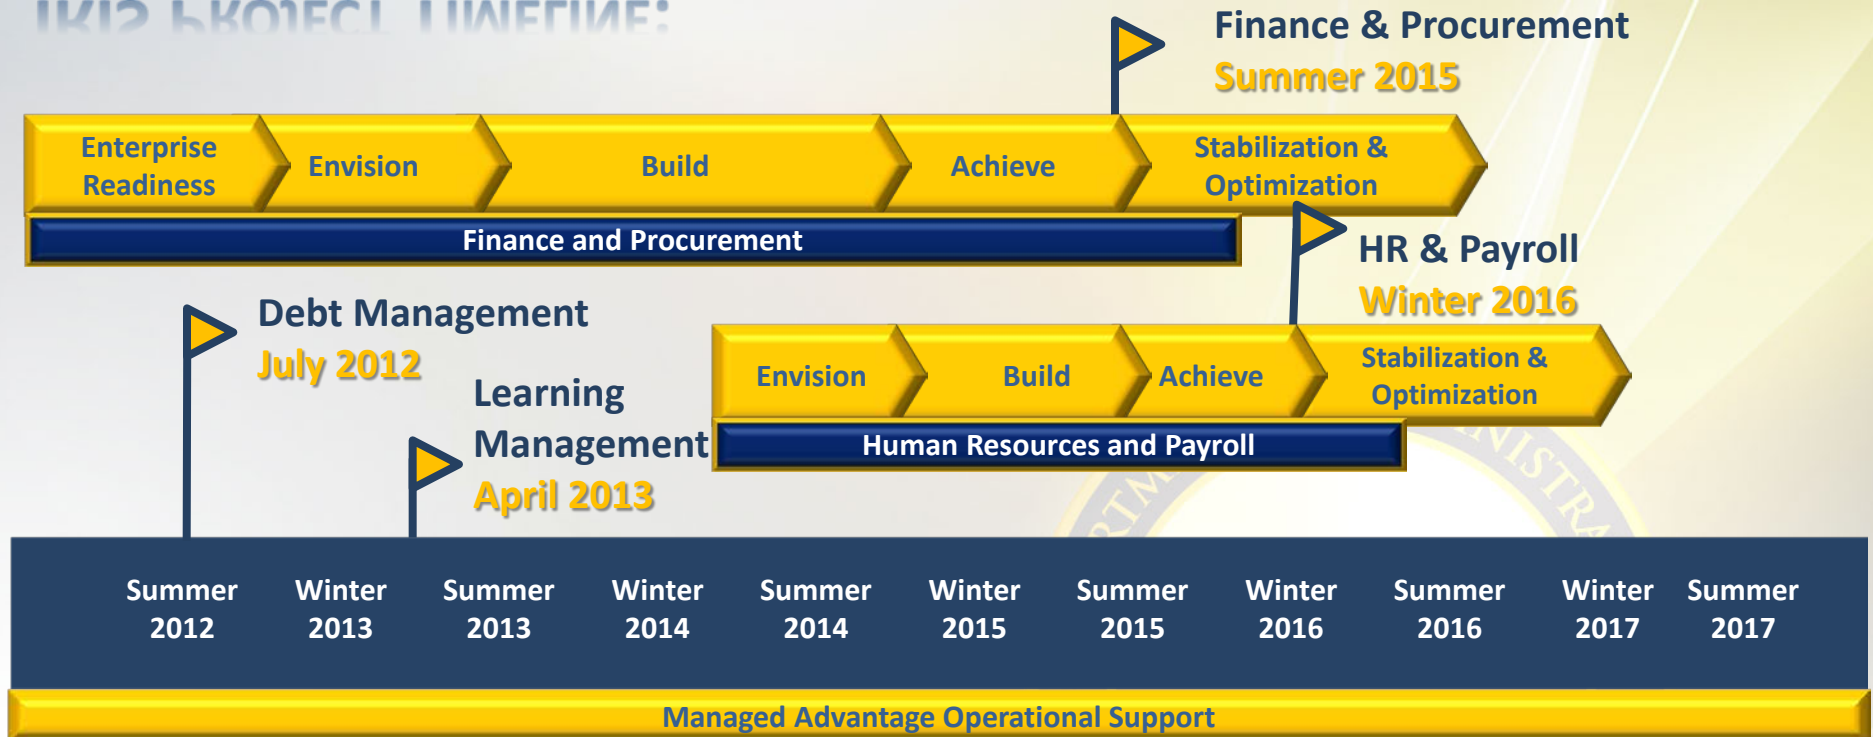 IRIS PROJECT TIMELINE:
Finance & Procurement
Summer 2015
Enterprise
Readiness
Envision
Build
Achieve
Stabilization &
Optimization
Finance and Procurement
HR & Payroll
Winter 2016
Debt Management
July 2012
Learning
Management
April 2013
Envision
Build
Achieve
Stabilization &
Optimization
Human Resources and Payroll
Summer
2012
Winter
2013
Summer
2013
Winter
2014
Summer
2014
Winter
2015
Summer
2015
Winter
2016
Summer
2016
Winter
2017
Summer
2017
Managed Advantage Operational Support